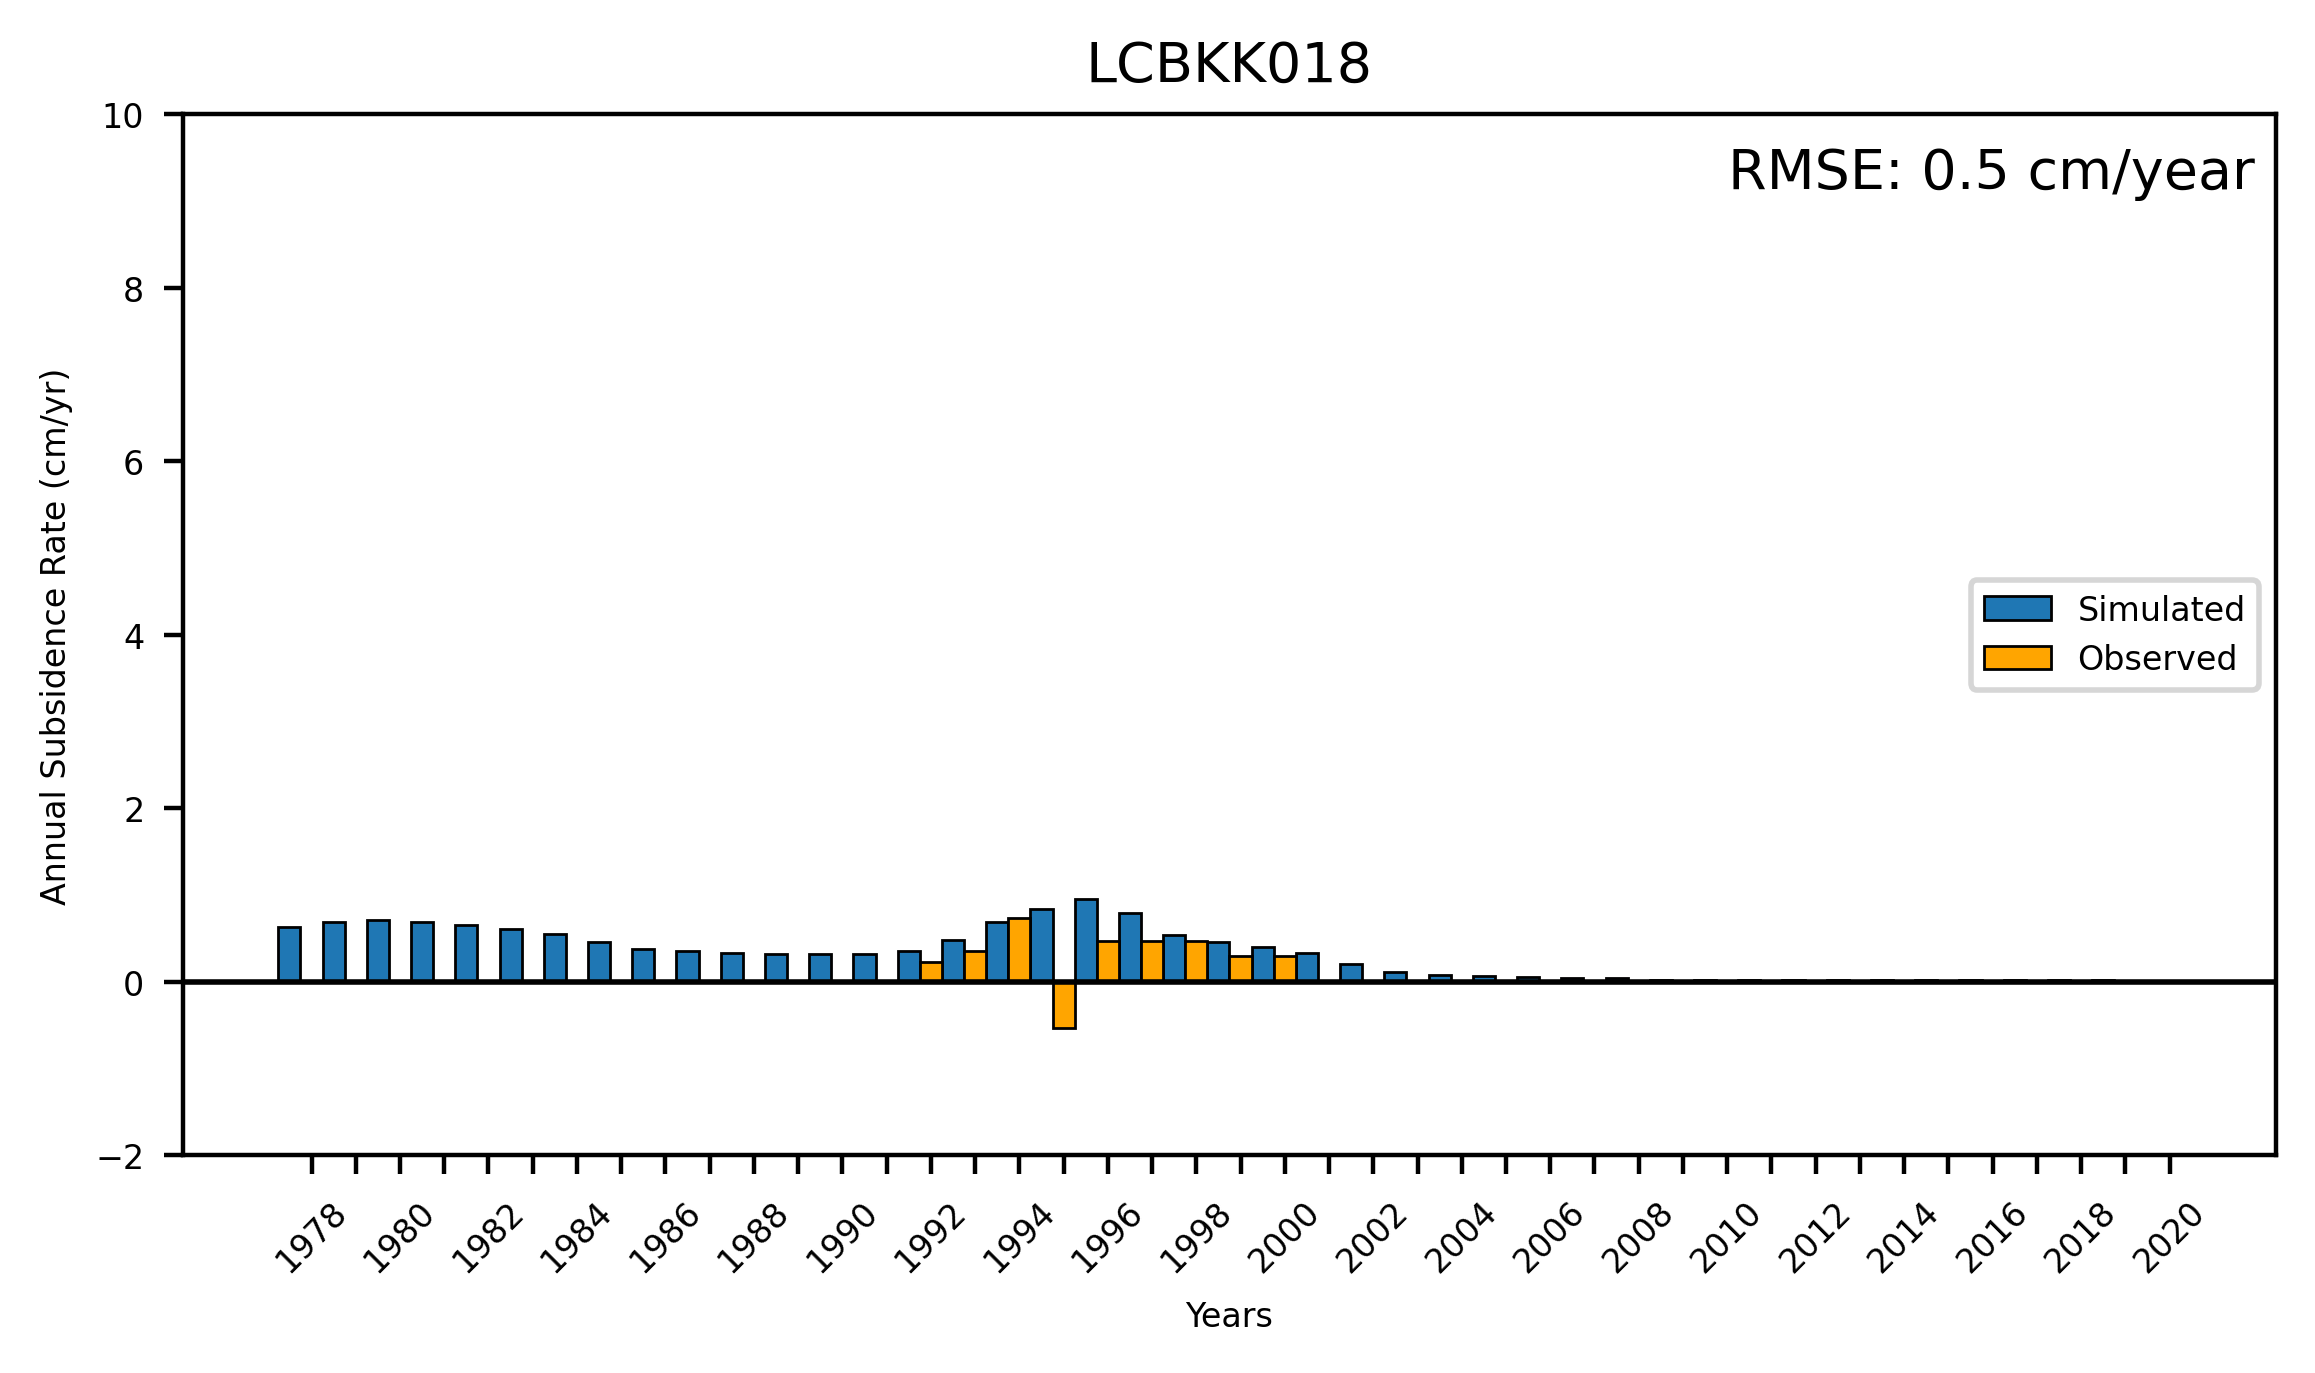 LCBKK018
RMSE: 0.5 cm/year
10
8
6
4
2
0
−2
Annual Subsidence Rate (cm/yr)
Simulated
Observed
1978 1980 1982 1984 1986 1988 1990 1992 1994 1996 1998 2000 2002 2004 2006 2008 2010 2012 2014 2016 2018 2020
Years